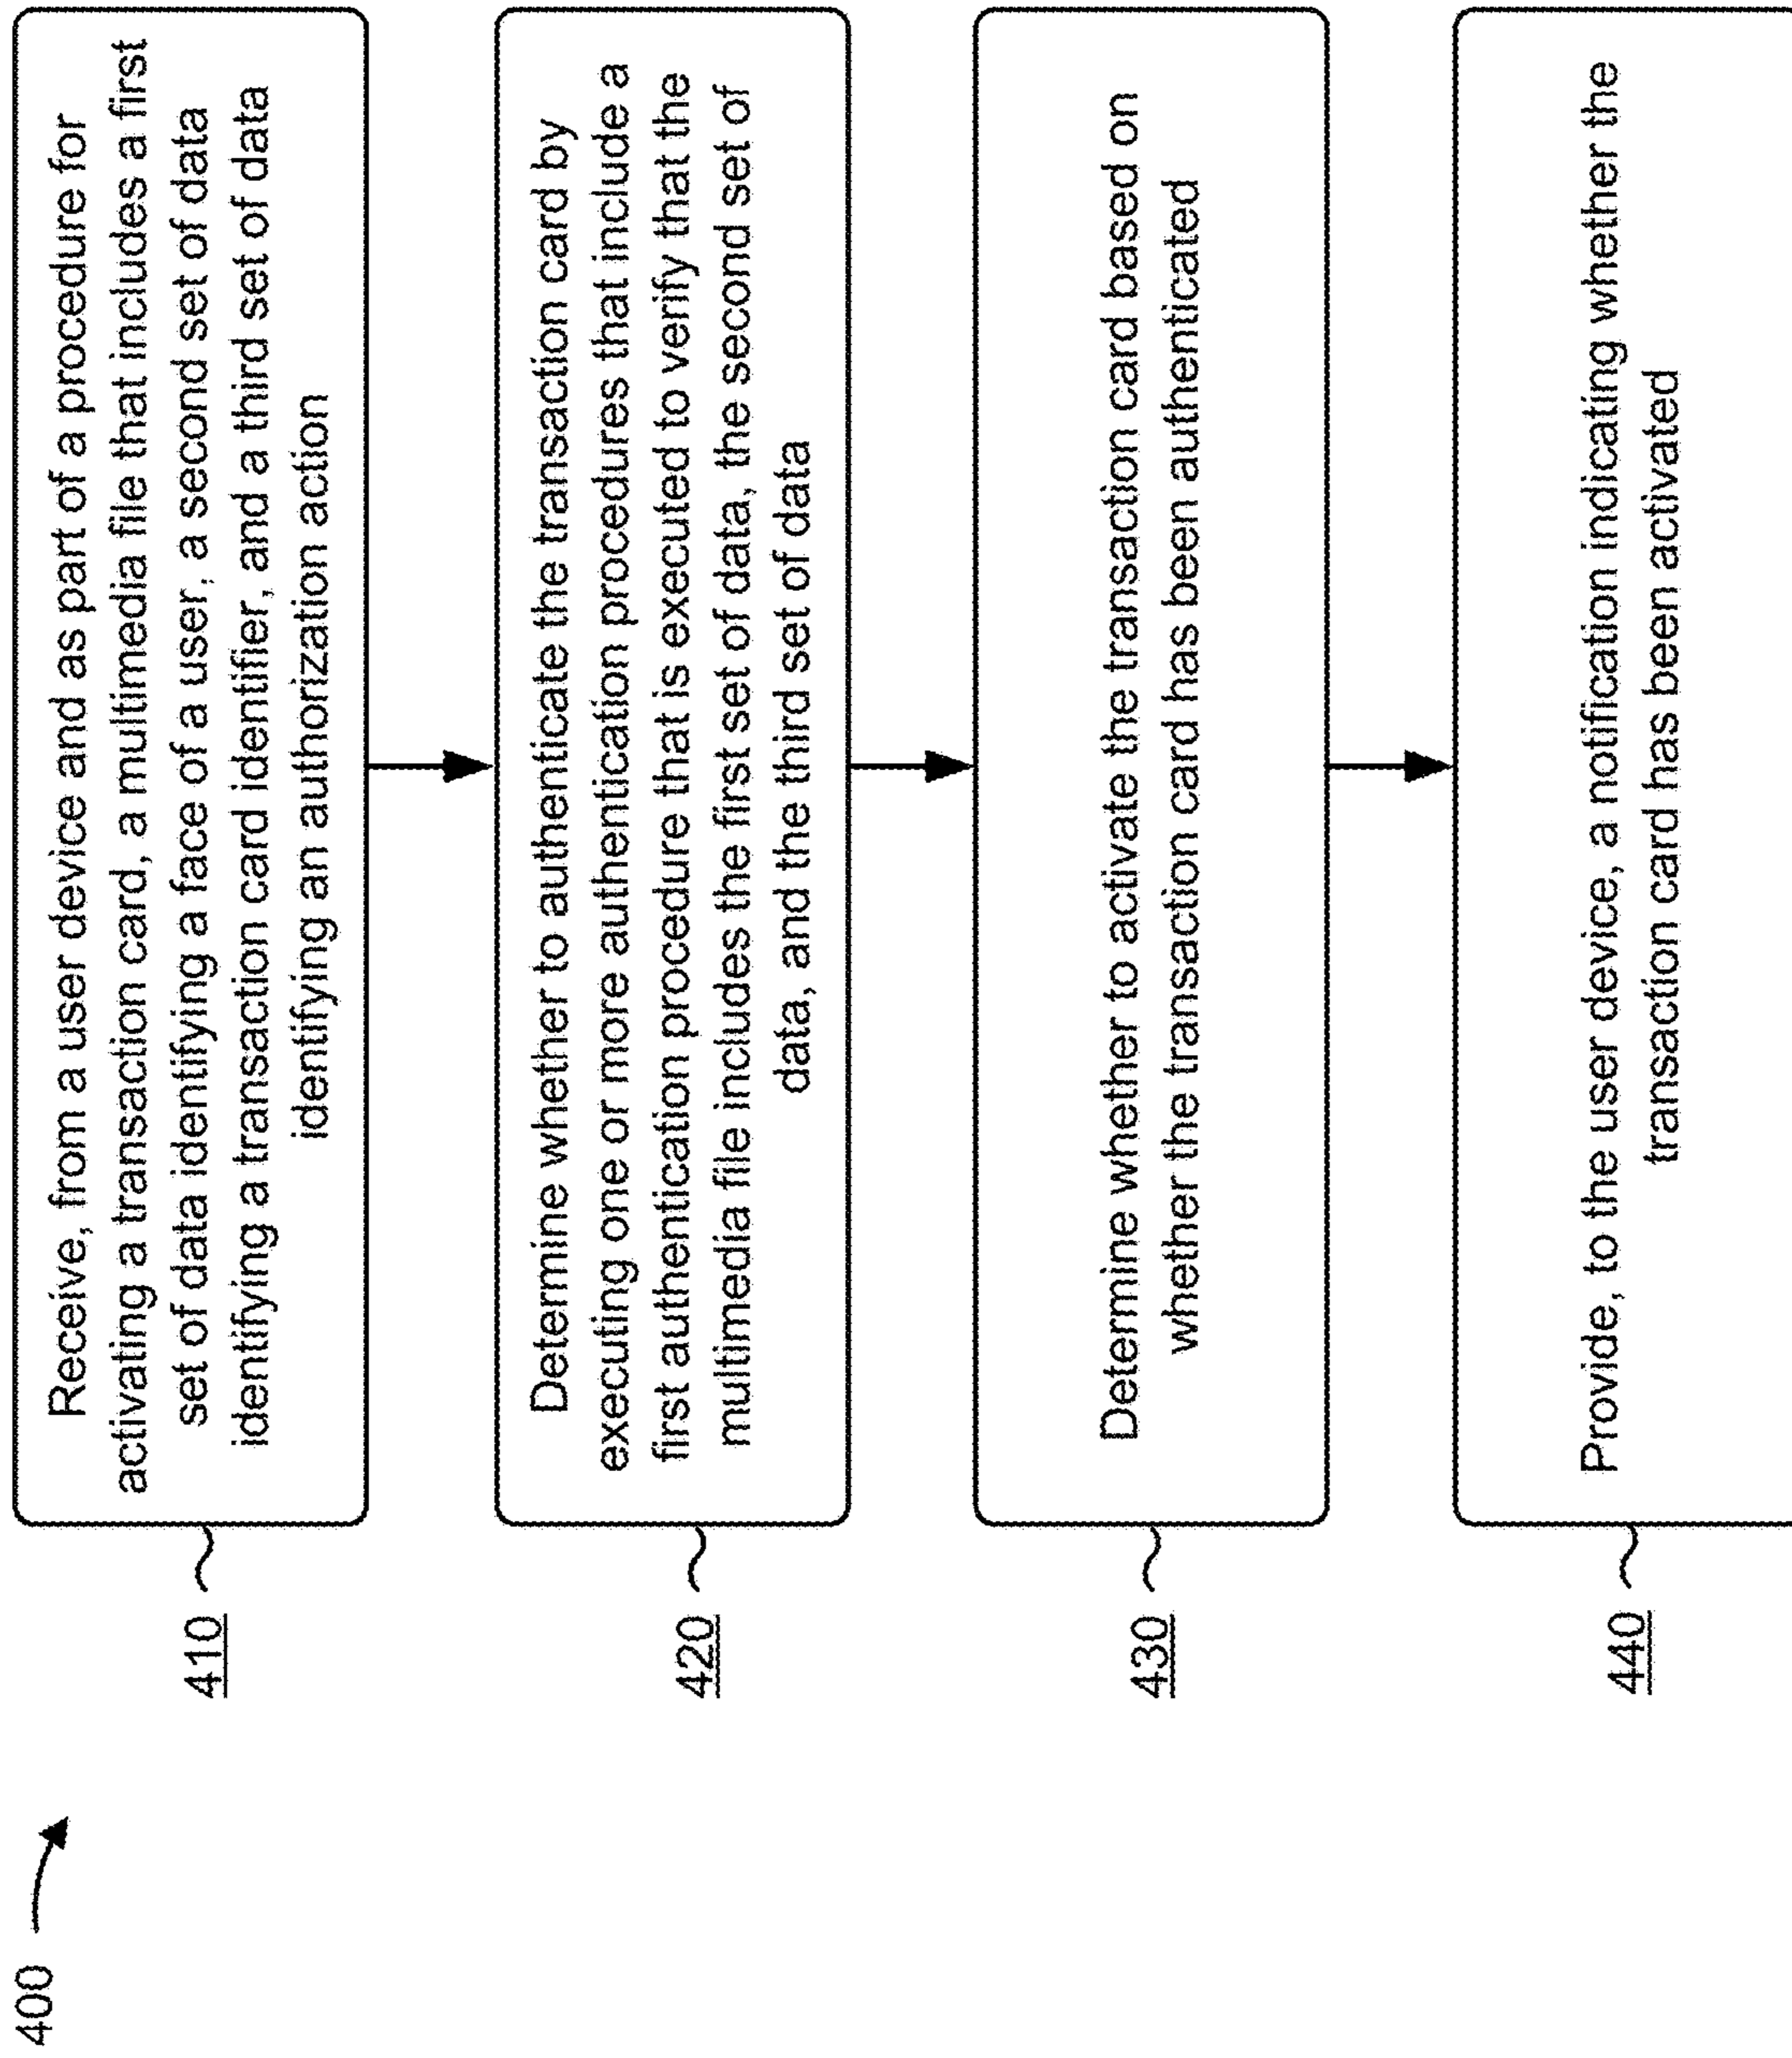 400
410
Receive, from a user device and as part of a procedure for
activating a transaction card, a multimedia file that includes a first
set of data identifying a face of a user, a second set of data
identifying a transaction card identifier, and a third set of data
identifying an authorization action
420
Determine whether to authenticate the transaction card by
executing one or more authentication procedures that include a
first authentication procedure that is executed to verify that the
multimedia file includes the first set of data, the second set of
data, and the third set of data
430
Determine whether to activate the transaction card based on
whether the transaction card has been authenticated
440
Provide, to the user device, a notification indicating whether the
transaction card has been activated